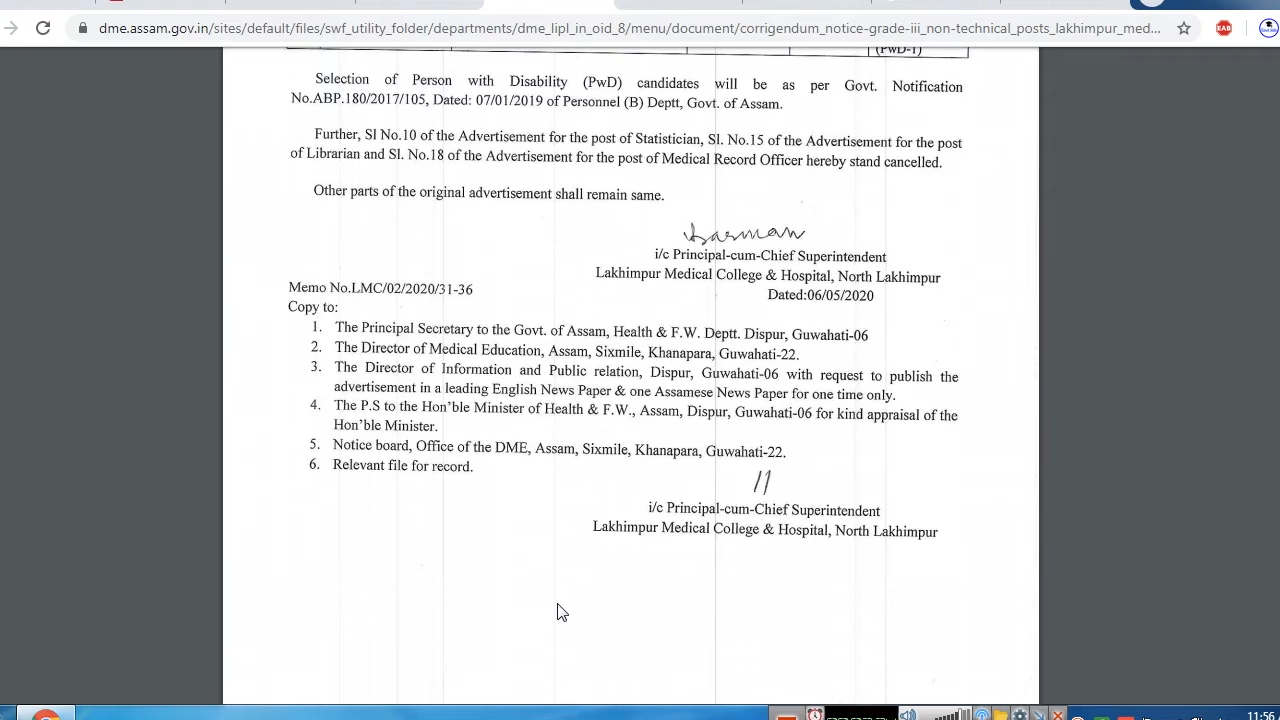 dme.assam.gov.in/sites/default/files/swf_utility_folder/departments/dme_lipl_in_oid_8/menu/document/corrigendum_notice-grade-iii_non-technical_posts_lakhimpur_med...
EAB
(PwD-1)
Selection of Person with Disability (PwD) candidates will be as per Govt. Notification
No.ABP.180/2017/105, Dated: 07/01/2019 of Personnel (B) Deptt, Govt. of Assam.
Further, Sl No.10 of the Advertisement for the post of Statistician, Sl. No.15 of the Advertisement for the post
of Librarian and Sl. No.18 of the Advertisement for the post of Medical Record Officer hereby stand cancelled.
Other parts of the original advertisement shall remain same.
i/c Principal-cum-Chief Superintendent
Lakhimpur Medical College & Hospital, North Lakhimpur
Dated:06/05/2020
Memo No.LMC/02/2020/31-36
Copy to:
1. The Principal Secretary to the Govt. of Assam, Health & F.W. Deptt. Dispur, Guwahati-06
2. The Director of Medical Education, Assam, Sixmile, Khanapara, Guwahati-22.
3. The Director of Information and Public relation, Dispur, Guwahati-06 with request to publish the
advertisement in a leading English News Paper & one Assamese News Paper for one time only.
4. The P.S to the Hon'ble Minister of Health & F.W., Assam, Dispur, Guwahati-06 for kind appraisal of the
Hon'ble Minister.
5. Notice board, Office of the DME, Assam, Sixmile, Khanapara, Guwahati-22.
6. Relevant file for record.
i/c Principal-cum-Chief Superintendent
Lakhimpur Medical College & Hospital, North Lakhimpur
11:56